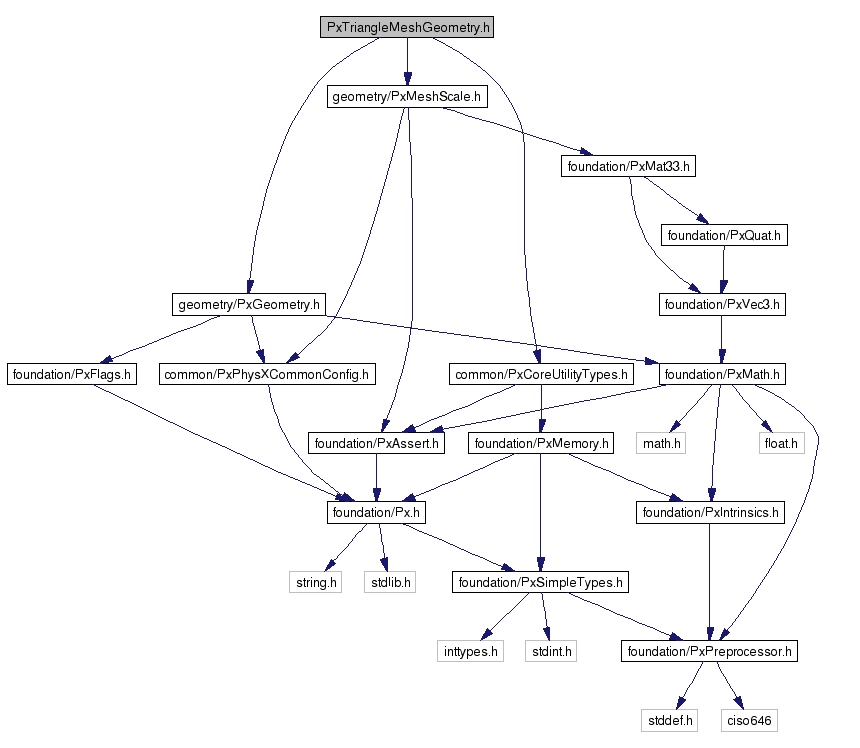 PxTriangleMeshGeometry.h
geometry/PxMeshScale.h
foundation/PxMat33.h
foundation/PxQuat.h
geometry/PxGeometry.h
foundation/PxVec3.h
foundation/PxFlags.h
common/PxPhysXCommonConfig.h
common/PxCoreUtilityTypes.h
foundation/PxMath.h
foundation/PxAssert.h
foundation/PxMemory.h
math.h
float.h
foundation/Px.h
foundation/PxIntrinsics.h
string.h
stdlib.h
foundation/PxSimpleTypes.h
inttypes.h
stdint.h
foundation/PxPreprocessor.h
stddef.h
ciso646